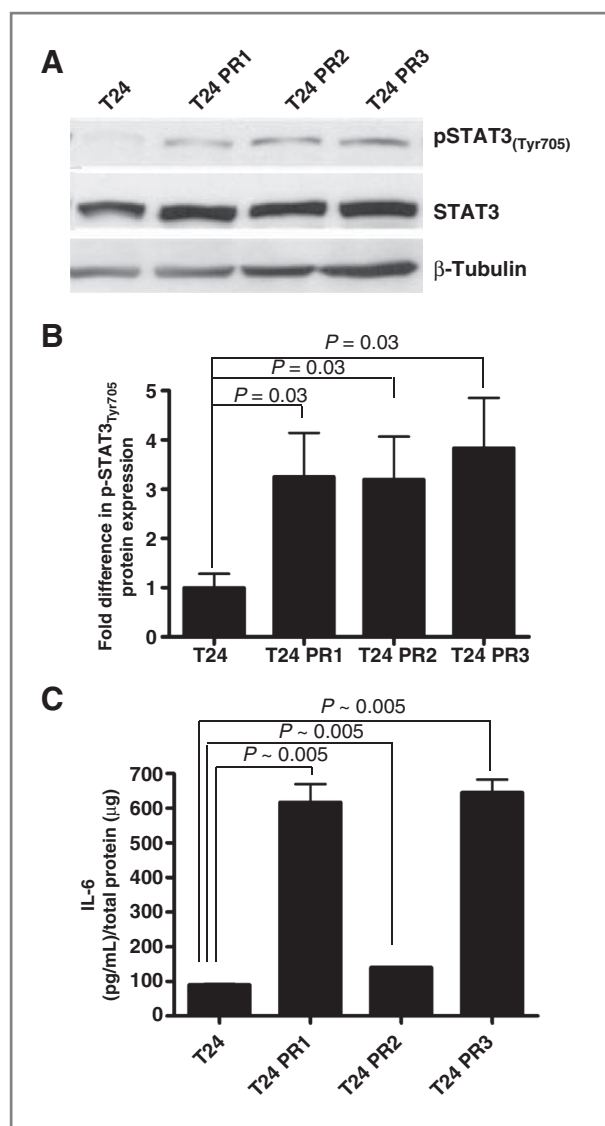 A
T24
T24 PR1
T24 PR2
T24 PR3
pSTAT3(Tyr705)
STAT3
β-Tubulin
B
P = 0.03
P = 0.03
P = 0.03
Fold difference in p-STAT3Tyr705
protein expression
5
4
3
2
1
0
T24
T24 PR1
T24 PR2
T24 PR3
C
P ~ 0.005
P ~ 0.005
P ~ 0.005
IL-6
(pg/mL)/total protein (µg)
700
600
500
400
300
200
100
0
T24
T24 PR1
T24 PR2
T24 PR3